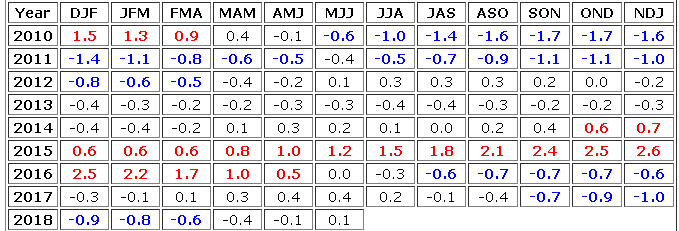 Year DJF JFM FMA MAM AMJ MJJ JJA JAS ASO SON OND NDJ
2010 1.5 1.3 0.9 0.4 -0.1 -0.6 -1.0 -1.4 -1.6 -1.7 -1.7 -1.6
2011 -1.4 -1.1 -0.8 -0.6 -0.5 -0.4 -0.5 -0.7 -0.9 -1.1 -1.1 -1.0
2012 -0.8 -0.6 -0.5 -0.4 -0.2 0.1 0.3 0.3 0.3 0.2 0.0 -0.2
2013 -0.4 -0.3 -0.2 -0.2 -0.3 -0.3 -0.4 -0.4 -0.3 -0.2 -0.2 -0.3
2014 -0.4 -0.4 -0.2 0.1 0.3 0.2 0.1 0.0 0.2 0.4 0.6 0.7
2015 0.6 0.6 0.6 0.8 1.0 1.2 1.5 1.8 2.1 2.4 2.5 2.6
2016 2.5 2.2 1.7 1.0 0.5 0.0 -0.3 -0.6 -0.7 -0.7 -0.7 -0.6
2017 -0.3 -0.1 0.1 0.3 0.4 0.4 0.2 -0.1 -0.4 -0.7 -0.9 -1.0
2018 -0.9 -0.8 -0.6 -0.4 -0.1 0.1